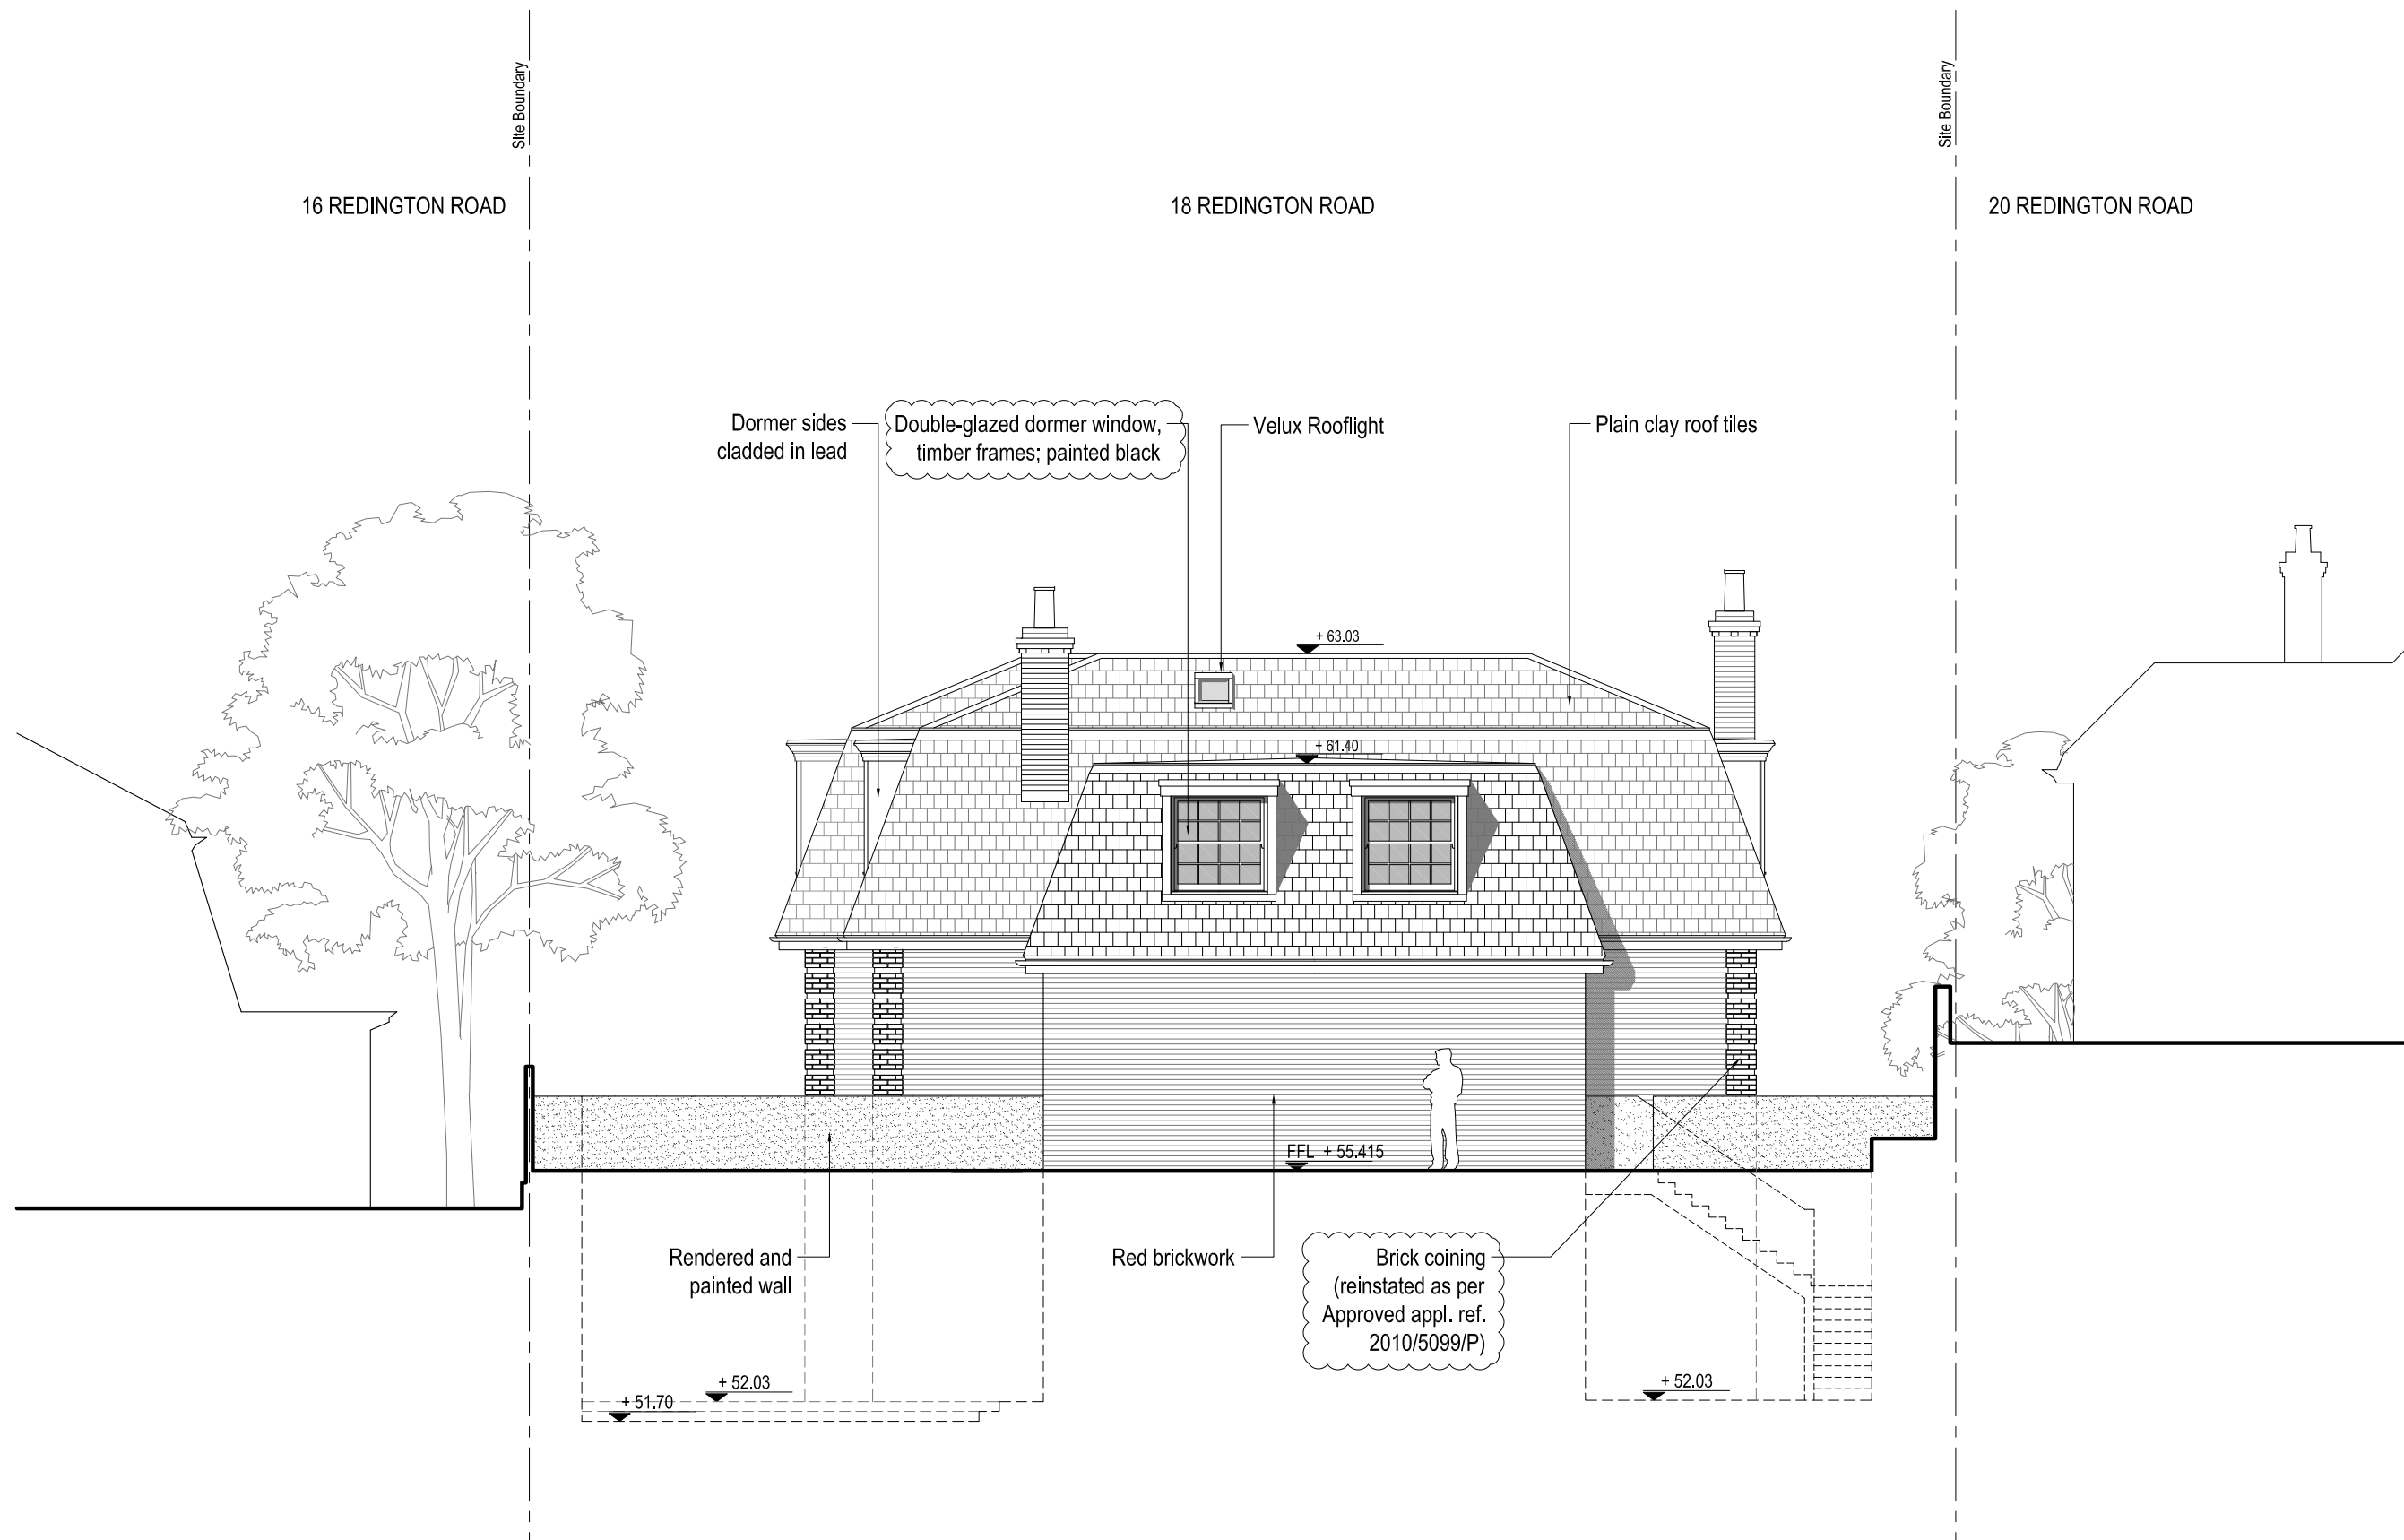 Site Boundary
Site Boundary
16 REDINGTON ROAD
18 REDINGTON ROAD
20 REDINGTON ROAD
Dormer sides
cladded in lead
Double-glazed dormer window,
timber frames; painted black
Velux Rooflight
Plain clay roof tiles
+ 63.03
+ 61.40
FFL + 55.415
Rendered and
painted wall
Red brickwork
Brick coining
(reinstated as per
Approved appl. ref.
2010/5099/P)
+ 52.03
+ 51.70
+ 52.03